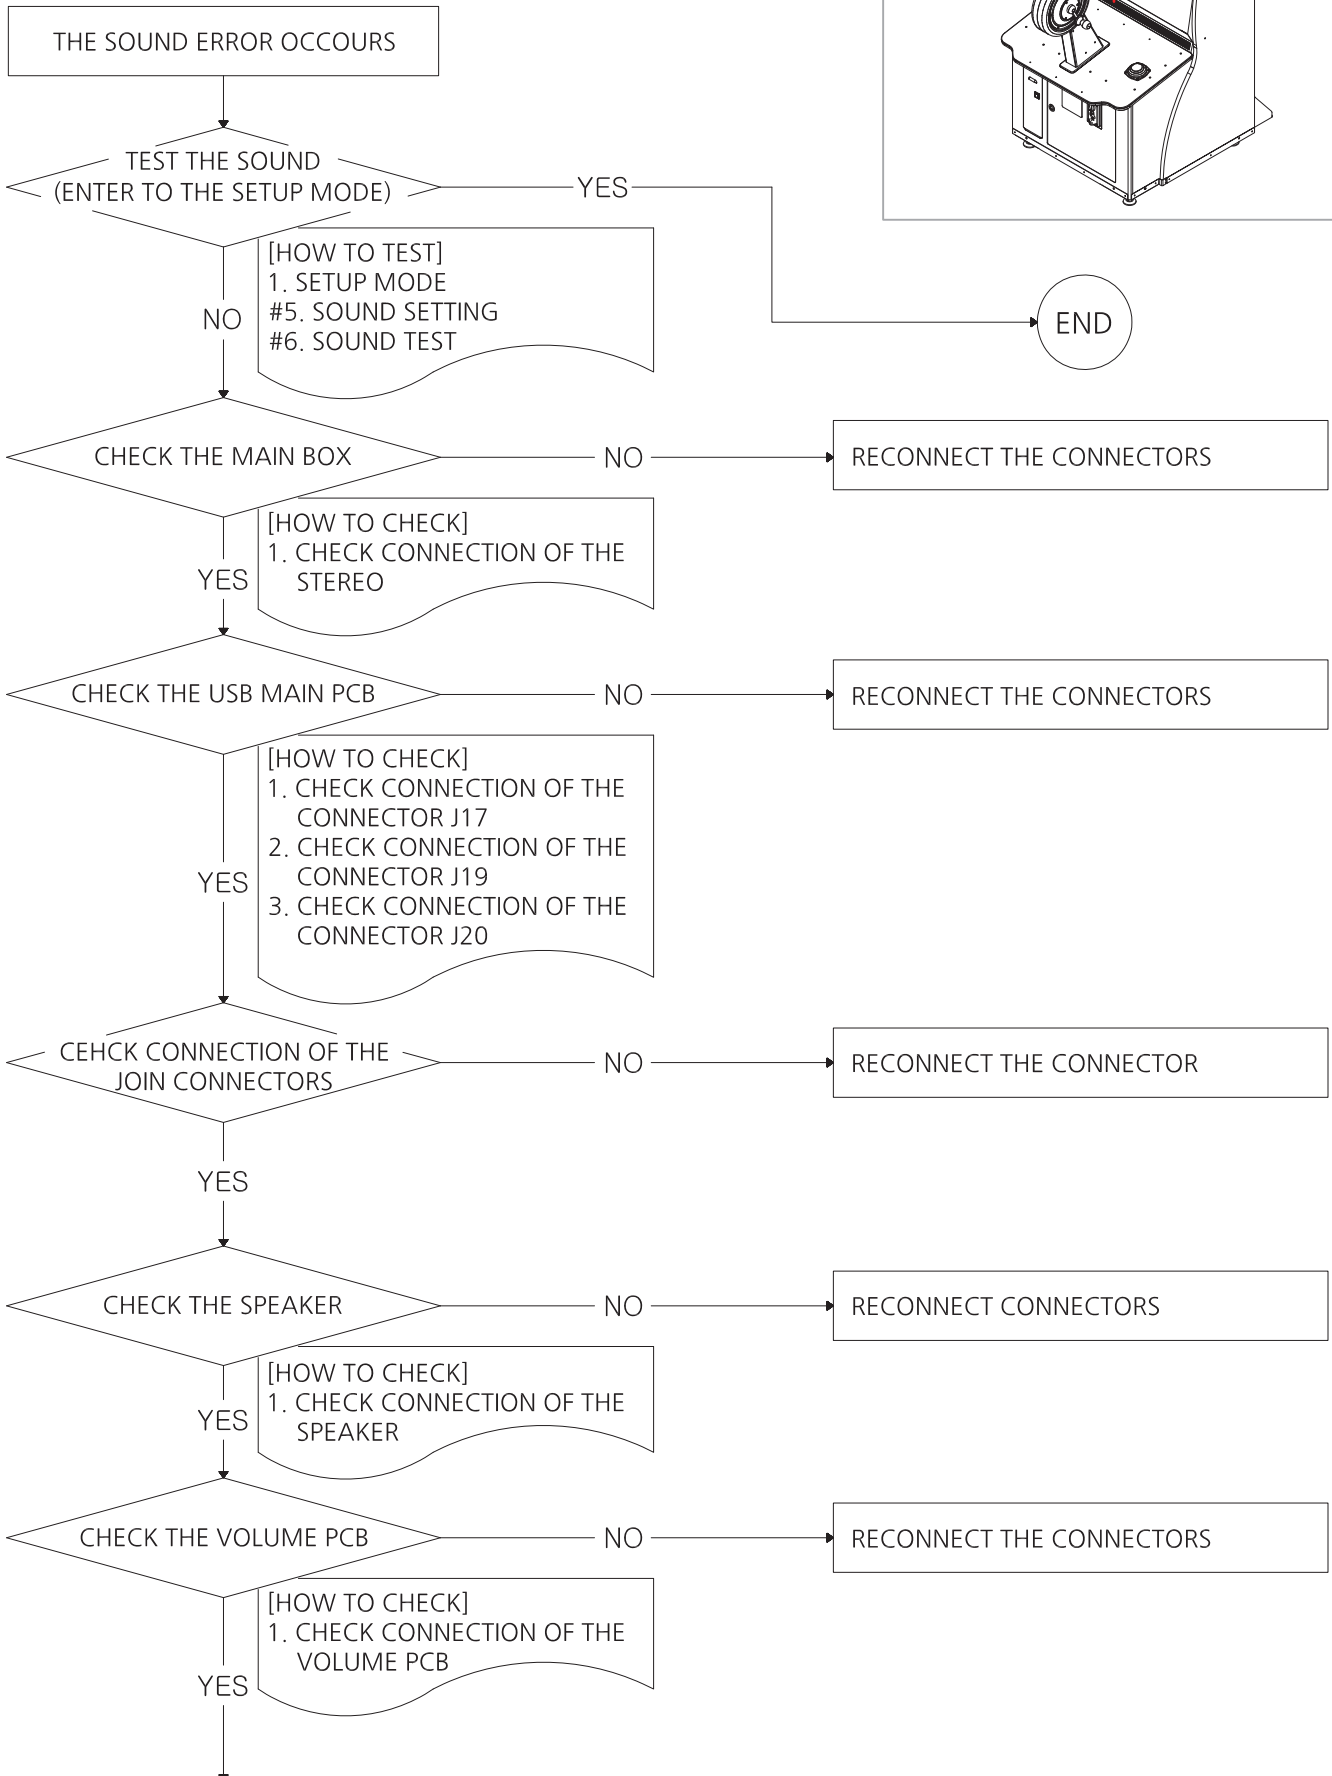 THE SOUND ERROR OCCOURS
TEST THE SOUND
(ENTER TO THE SETUP MODE)
YES
[HOW TO TEST]
1. SETUP MODE
#5. SOUND SETTING
#6. SOUND TEST
NO
END
CHECK THE MAIN BOX
NO
RECONNECT THE CONNECTORS
[HOW TO CHECK]
1. CHECK CONNECTION OF THE
STEREO
YES
CHECK THE USB MAIN PCB
NO
RECONNECT THE CONNECTORS
[HOW TO CHECK]
1. CHECK CONNECTION OF THE
CONNECTOR J17
2. CHECK CONNECTION OF THE
CONNECTOR J19
3. CHECK CONNECTION OF THE
CONNECTOR J20
YES
CEHCK CONNECTION OF THE
JOIN CONNECTORS
NO
RECONNECT THE CONNECTOR
YES
CHECK THE SPEAKER
NO
RECONNECT CONNECTORS
[HOW TO CHECK]
1. CHECK CONNECTION OF THE
SPEAKER
YES
CHECK THE VOLUME PCB
NO
RECONNECT THE CONNECTORS
[HOW TO CHECK]
1. CHECK CONNECTION OF THE
VOLUME PCB
YES